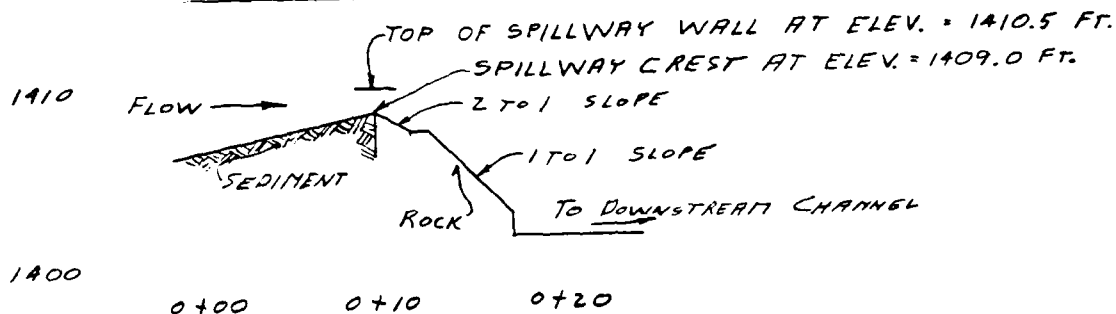 TOP OF SPILLWAY WALL AT ELEV. = 1410.5 FT.
SPILLWAY CREST AT ELEV. = 1409.0 FT.
1410
FLOW
2 TO 1 SLOPE
1 TO 1 SLOPE
SEDIMENT
ROCK
TO DOWNSTREAM CHANNEL
1400
0+00 0+10 0+20